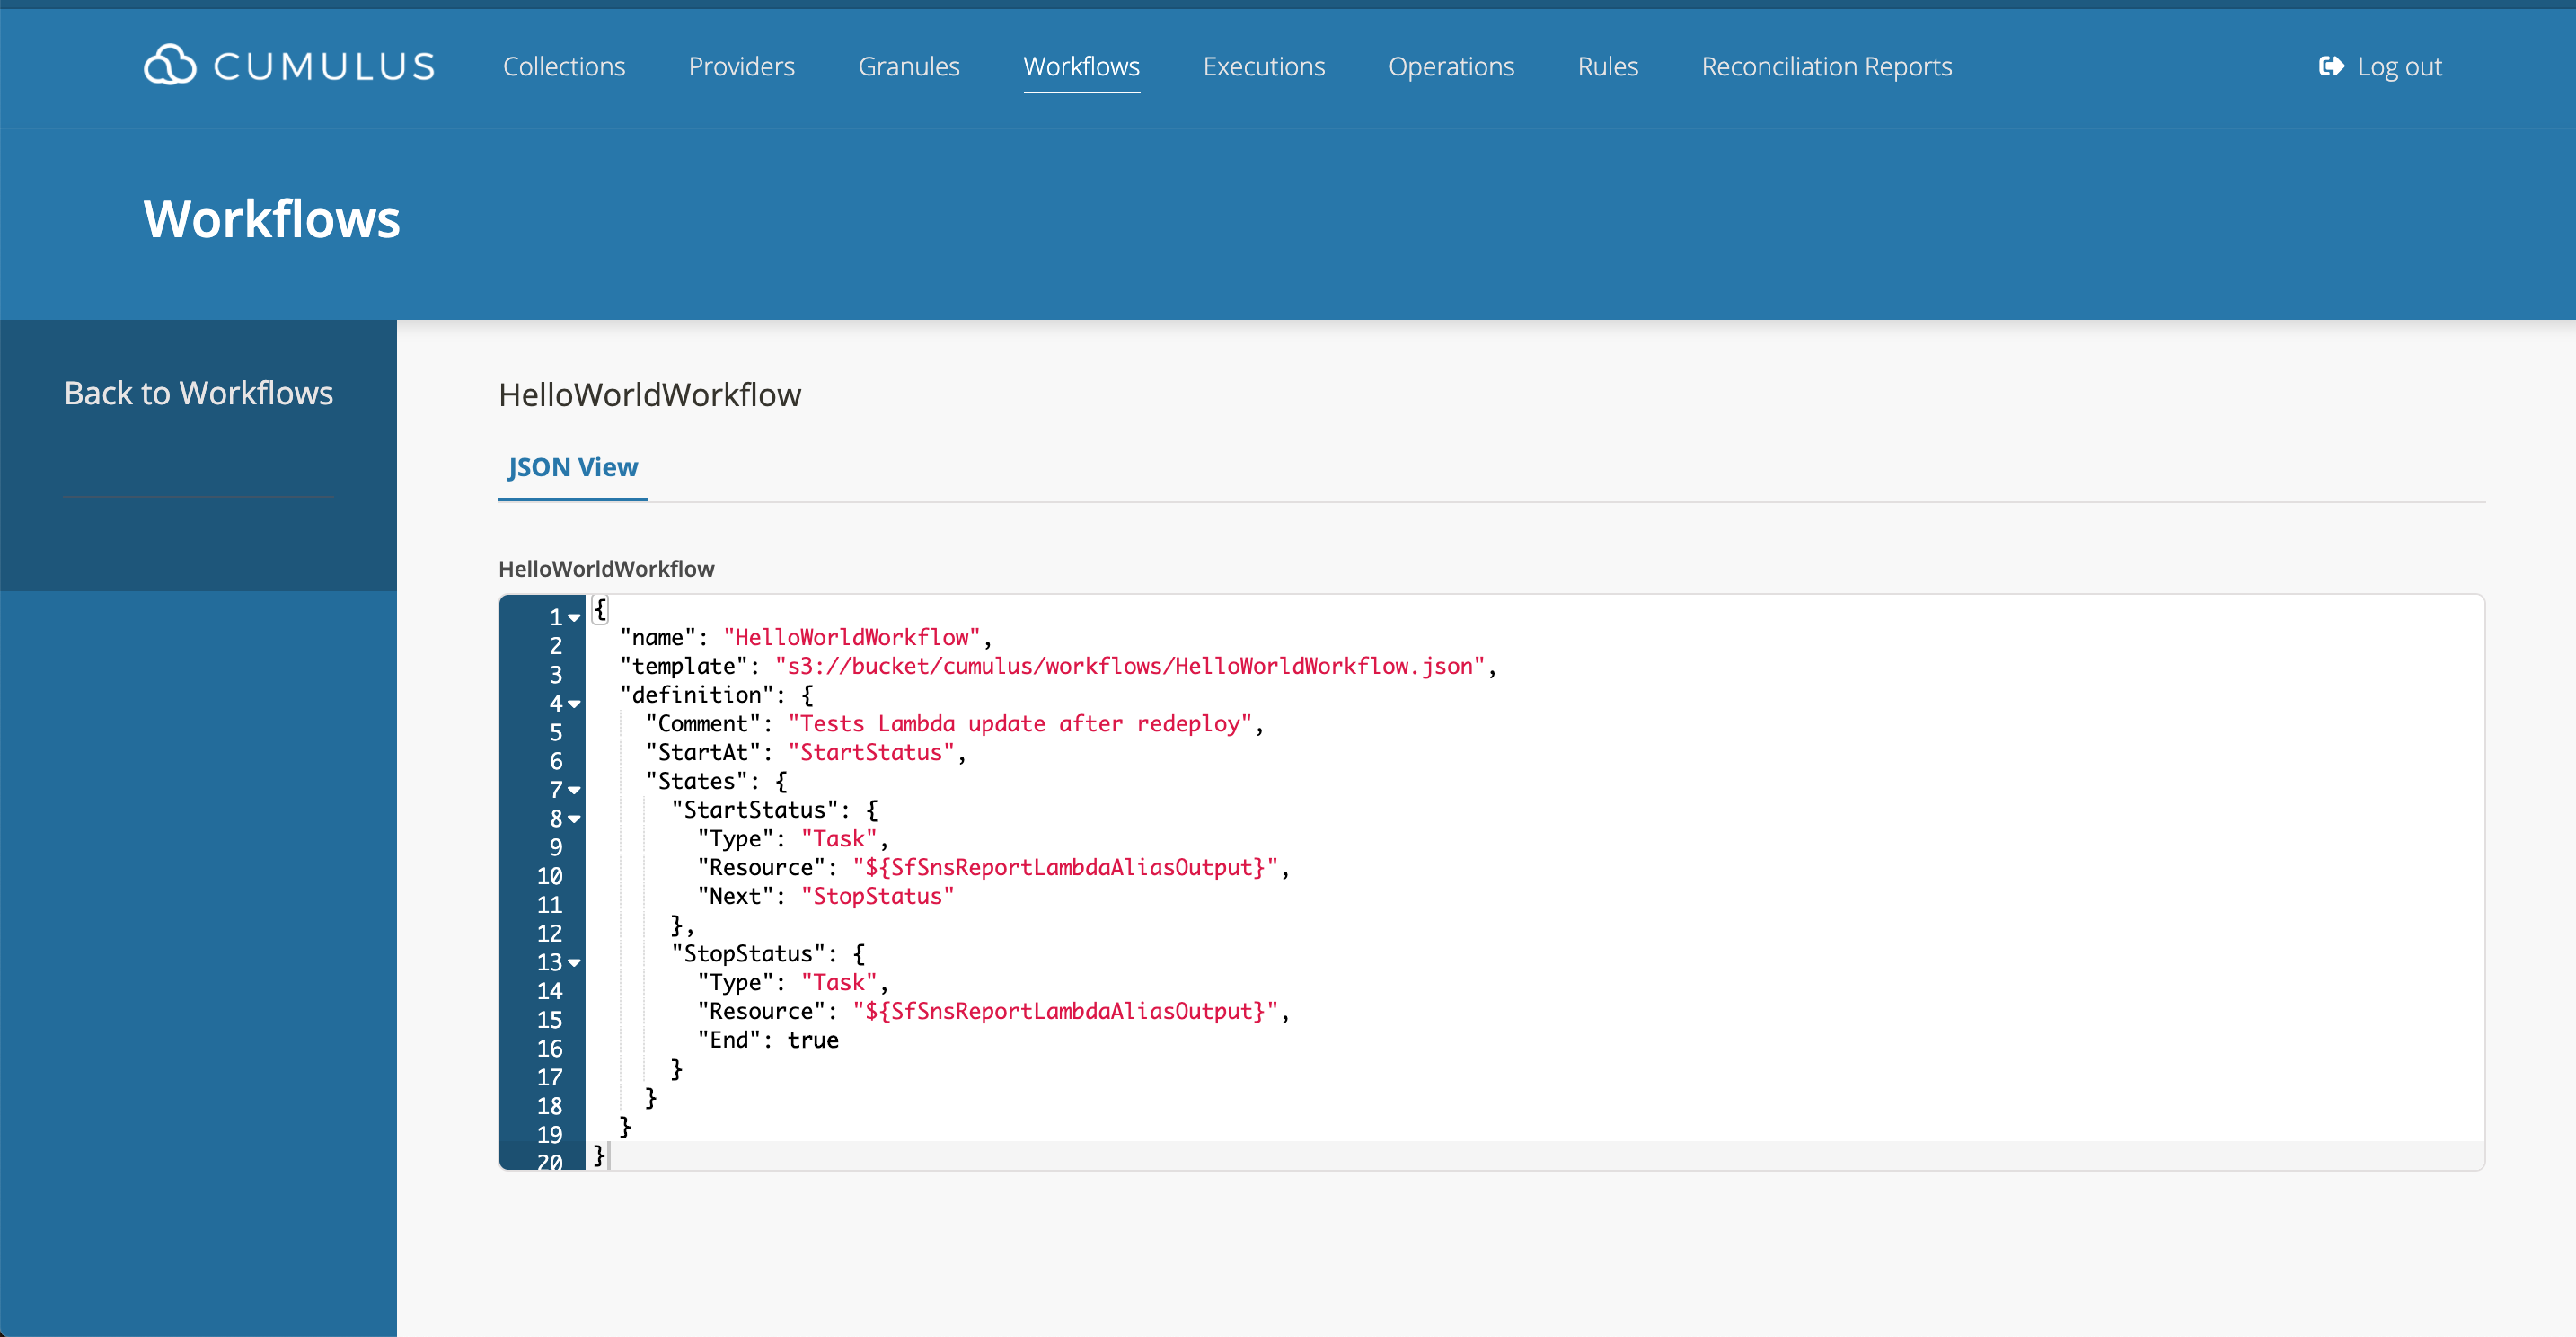 CUMULUS Collections Providers Granules Workflows Executions Operations Rules Reconciliation Reports Log out
Workflows
Back to Workflows
HelloWorldWorkflow
JSON View
HelloWorldWorkflow
1 {
2 "name": "HelloWorldWorkflow",
3 "template": "s3://bucket/cumulus/workflows/HelloWorldWorkflow.json",
4 "definition": {
5 "Comment": "Tests Lambda update after redeploy",
6 "StartAt": "StartStatus",
7 "States": {
8 "StartStatus": {
9 "Type": "Task",
10 "Resource": "${SfSnsReportLambdaAliasOutput}",
11 "Next": "StopStatus"
12 },
13 "StopStatus": {
14 "Type": "Task",
15 "Resource": "${SfSnsReportLambdaAliasOutput}",
16 "End": true
17 }
18 }
19 }
20 }